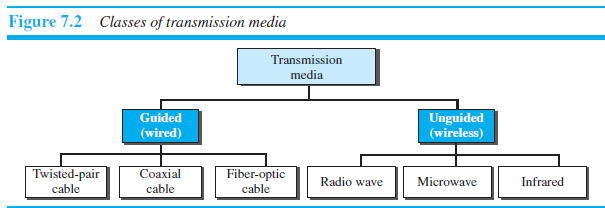 Figure 7.2 Classes of transmission media
Transmission
media
Guided
(wired)
Unguided
(wireless)
Twisted-pair
cable
Coaxial
cable
Fiber-optic
cable
Radio wave
Microwave
Infrared